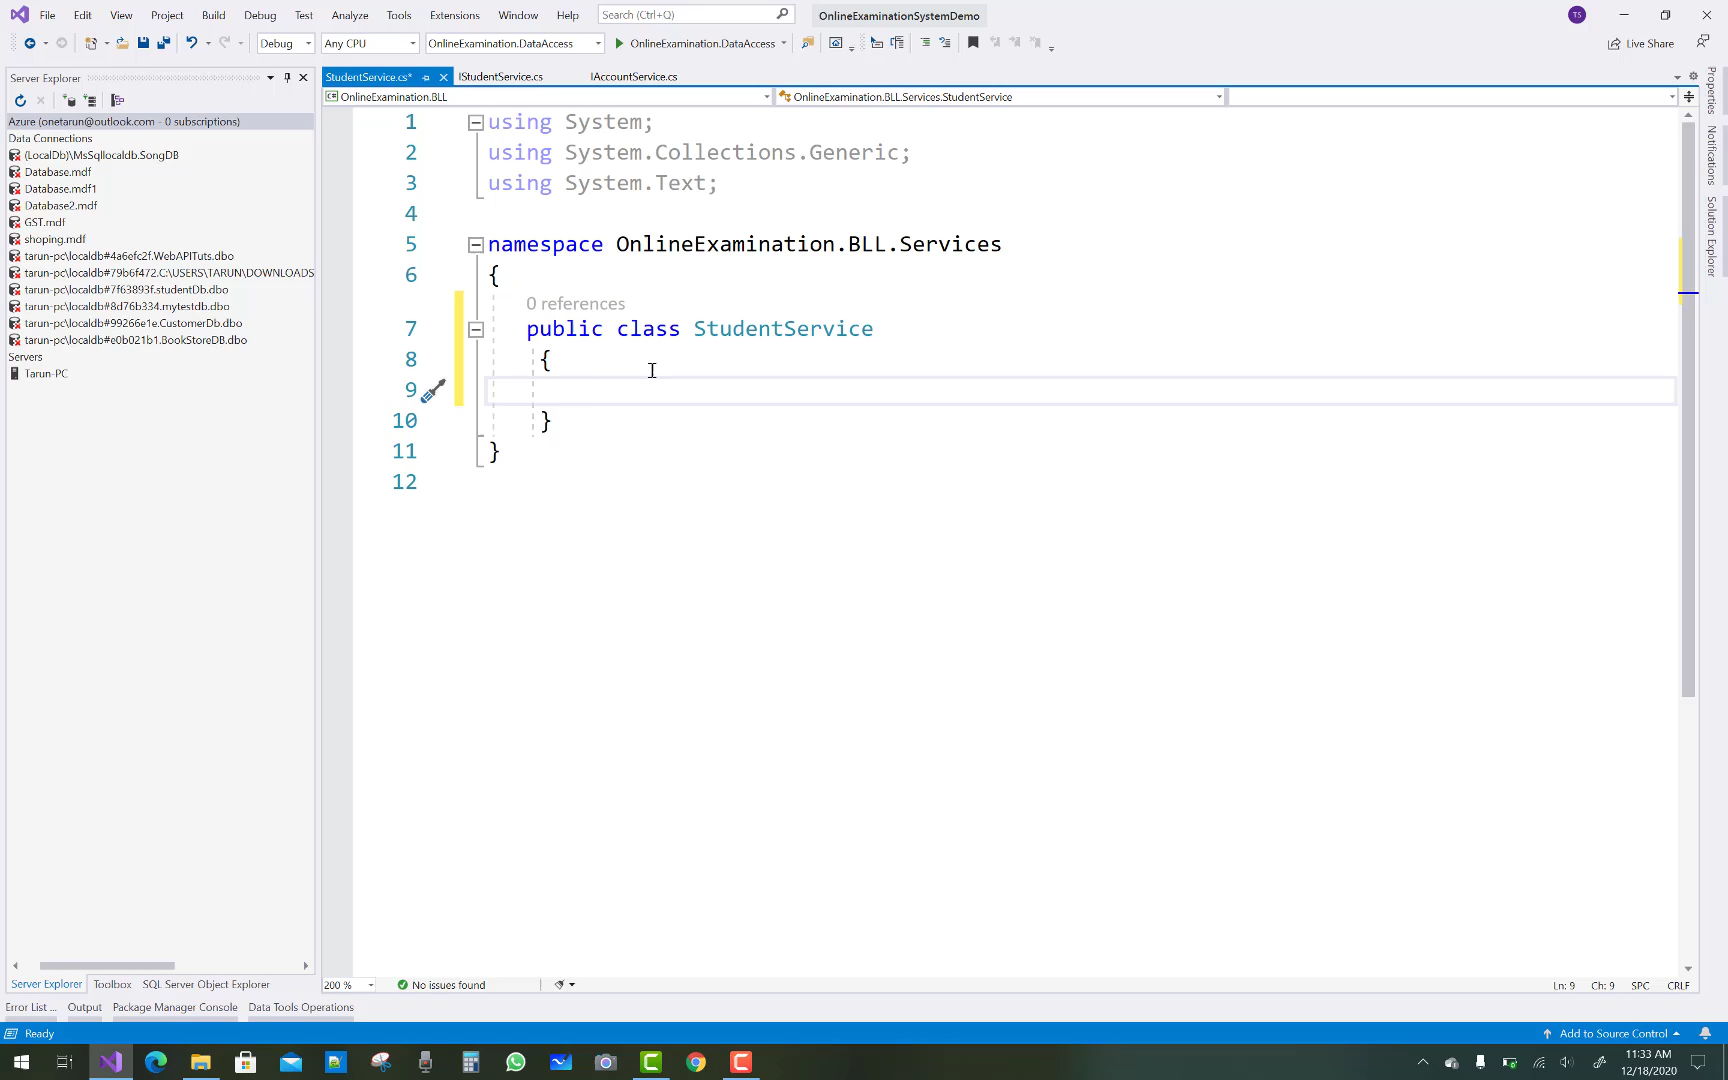 File Edit View Project Build Debug Test Analyze Tools Extensions Window Help Search (Ctrl+Q) OnlineExaminationSystemDemo TS
Debug Any CPU OnlineExamination.DataAccess OnlineExamination.DataAccess Live Share
Server Explorer
StudentService.cs* IStudentService.cs IAccountService.cs
OnlineExamination.BLL OnlineExamination.BLL.Services.StudentService
Azure (onetarun@outlook.com - 0 subscriptions)
Data Connections
(LocalDb)\MsSqllocaldb.SongDB
Database.mdf
Database.mdf1
Database2.mdf
GST.mdf
shoping.mdf
tarun-pc\localdb#4a6efc2f.WebAPITuts.dbo
tarun-pc\localdb#79b6f472.C:\USERS\TARUN\DOWNLOADS
tarun-pc\localdb#7f63893f.studentDb.dbo
tarun-pc\localdb#8d76b334.mytestdb.dbo
tarun-pc\localdb#99266e1e.CustomerDb.dbo
tarun-pc\localdb#e0b021b1.BookStoreDB.dbo
Servers
Tarun-PC
1 using System;
2 using System.Collections.Generic;
3 using System.Text;
4
5 namespace OnlineExamination.BLL.Services
6 {
0 references
7 public class StudentService
8 {
9
10 }
11 }
12
Properties
Notifications
Solution Explorer
Server Explorer Toolbox SQL Server Object Explorer
200 % No issues found Ln: 9 Ch: 9 SPC CRLF
Error List ... Output Package Manager Console Data Tools Operations
Ready Add to Source Control
11:33 AM
12/18/2020